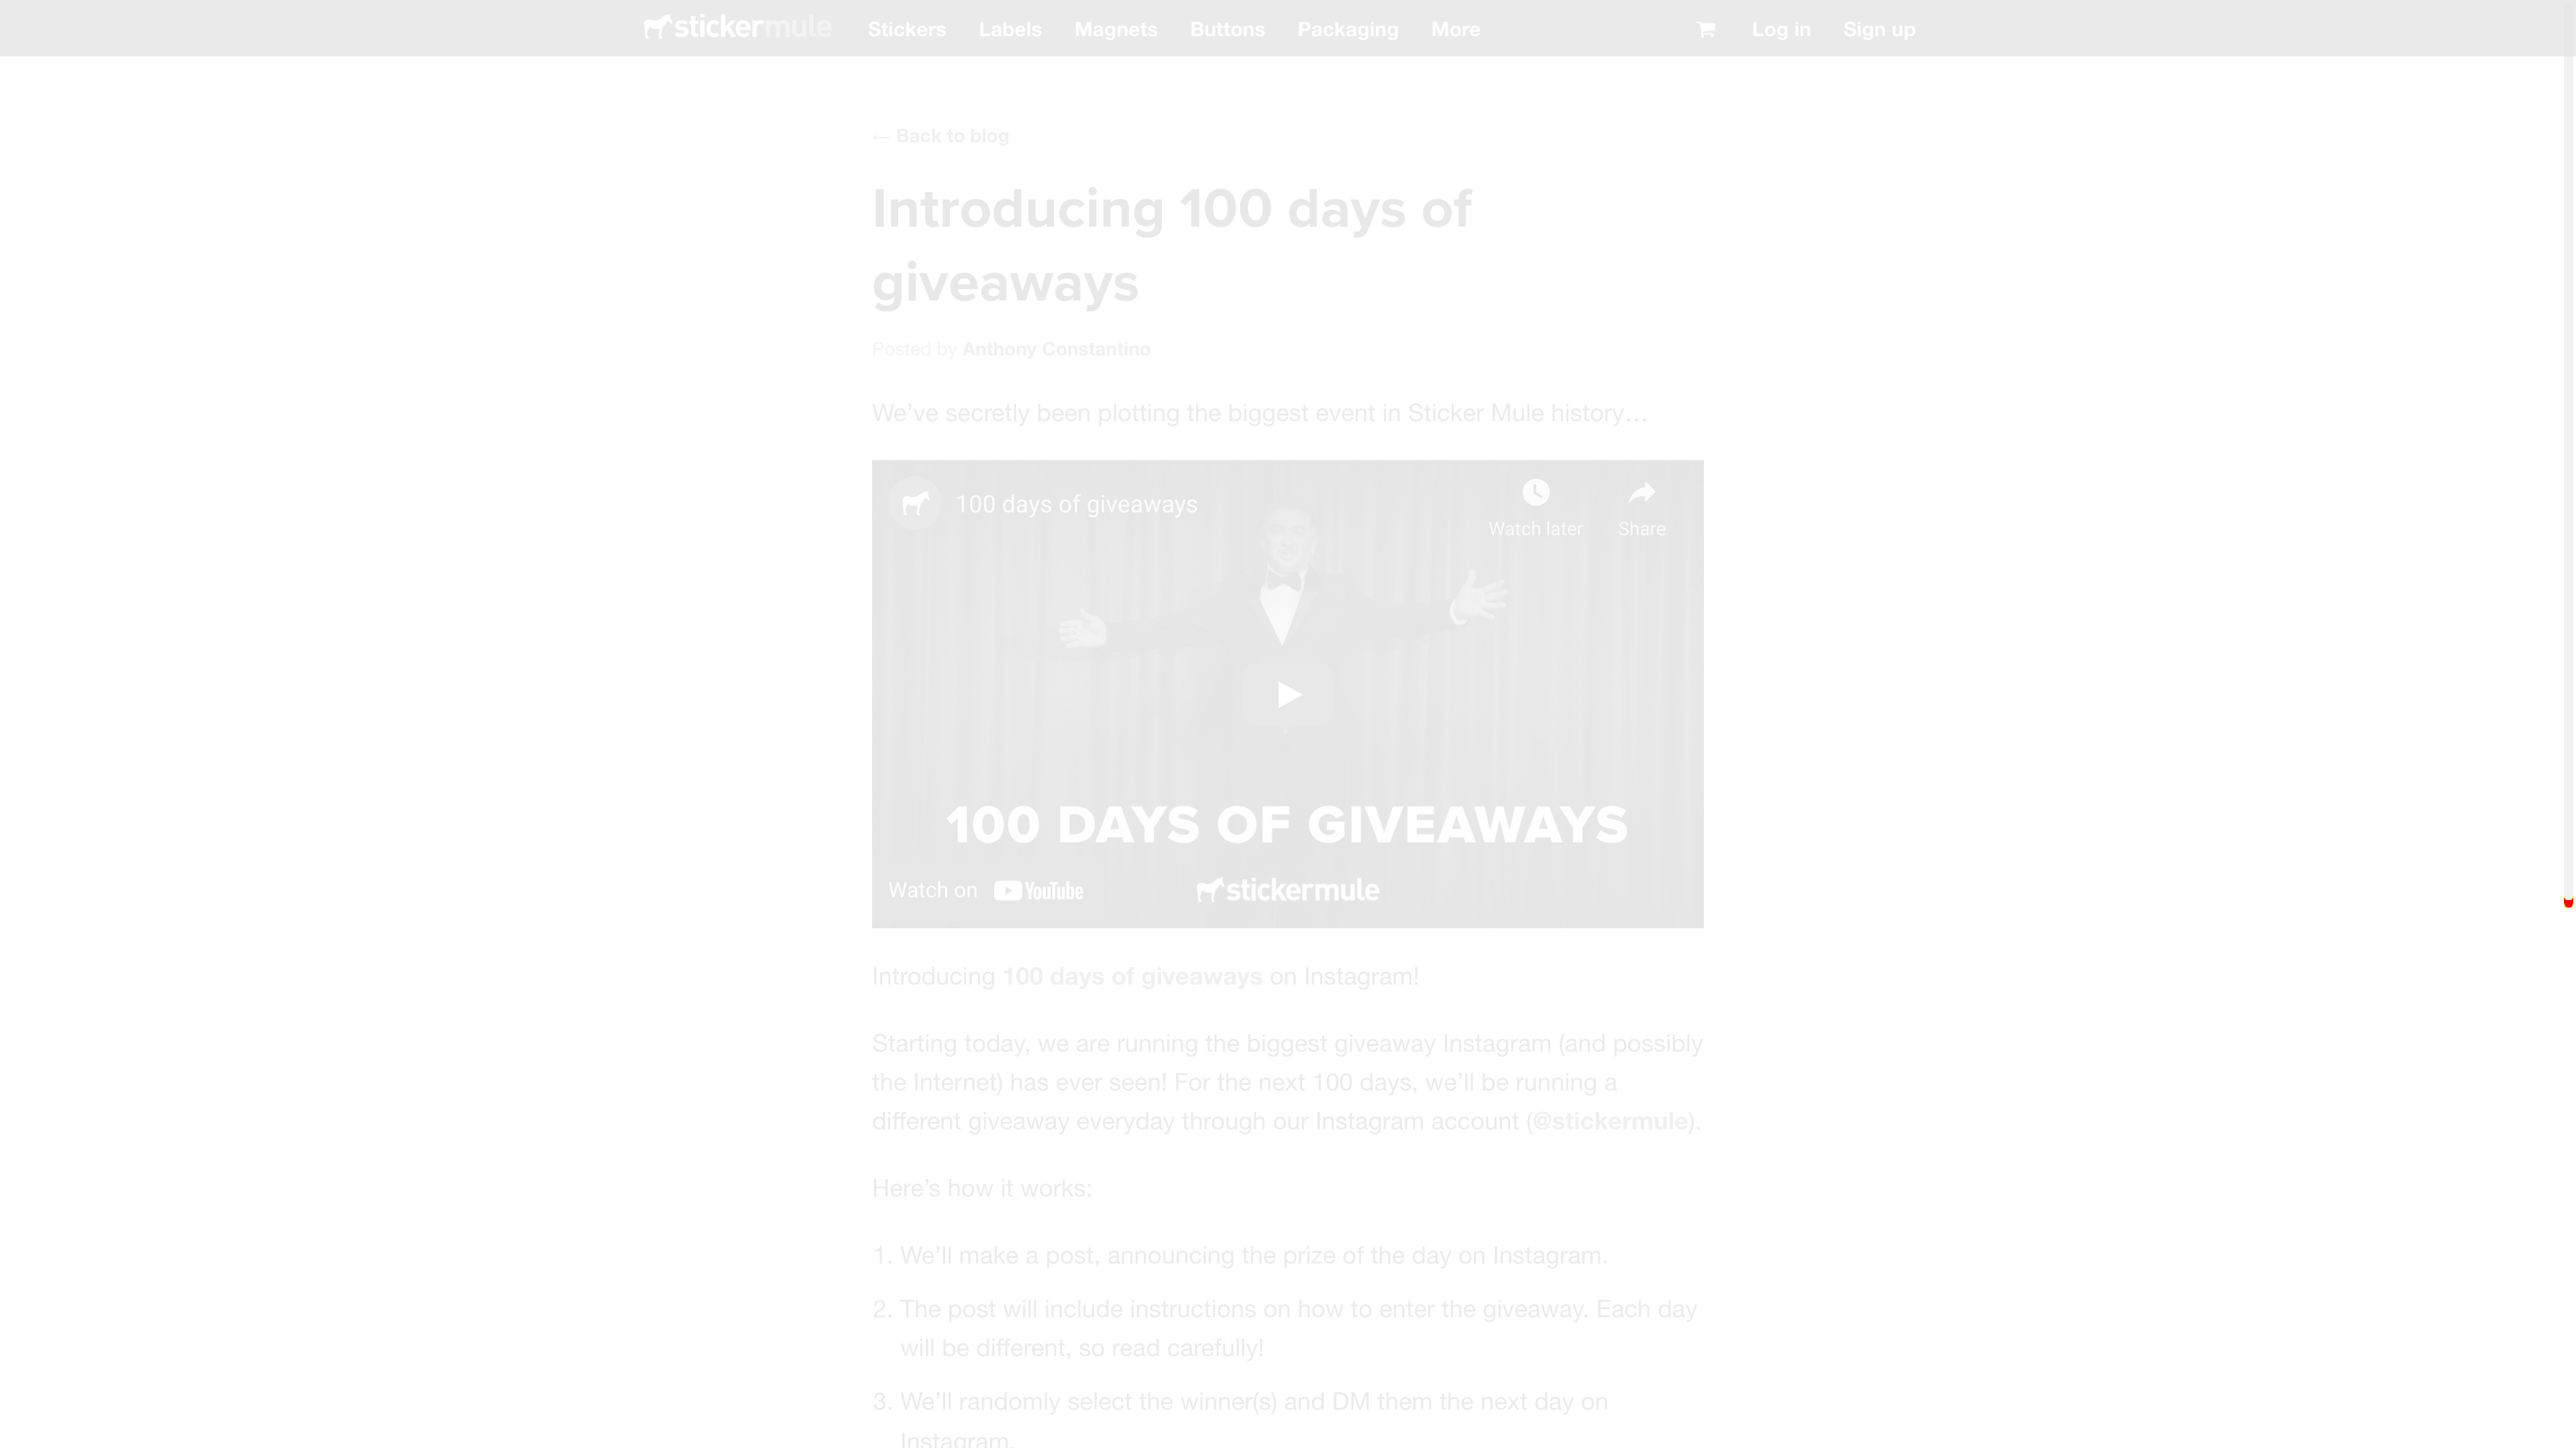 stickermule Stickers Labels Magnets Buttons Packaging More Log in Sign up
← Back to blog
Introducing 100 days of
giveaways
Posted by Anthony Constantino
We’ve secretly been plotting the biggest event in Sticker Mule history…
100 days of giveaways
Watch later Share
100 DAYS OF GIVEAWAYS
Watch on YouTube stickermule
Introducing 100 days of giveaways on Instagram!
Starting today, we are running the biggest giveaway Instagram (and possibly
the Internet) has ever seen! For the next 100 days, we’ll be running a
different giveaway everyday through our Instagram account (@stickermule).
Here’s how it works:
1. We’ll make a post, announcing the prize of the day on Instagram.
2. The post will include instructions on how to enter the giveaway. Each day
will be different, so read carefully!
3. We’ll randomly select the winner(s) and DM them the next day on
Instagram.